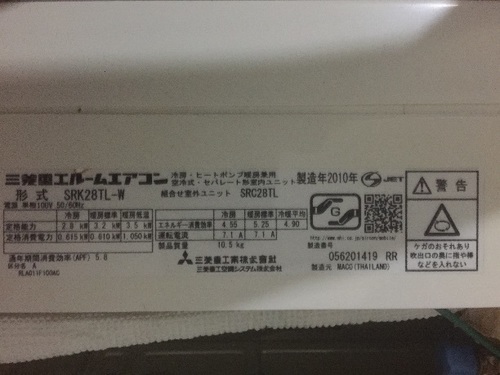 三菱重工ルームエアコン
冷房・ヒートポンプ暖房兼用
空冷式・セパレート形室内ユニット
製造年2010年
JET
形式 SRK28TL-W
組合せ室外ユニット SRC28TL
電源 単相100V 50/60Hz
冷房 暖房標準 暖房低温
定格能力 2.8 kW 3.2 kW 3.5 kW
定格消費電力 0.615 kW 0.610 kW 1.050 kW
冷房 暖房標準 冷暖平均
エネルギー消費効率 4.55 5.25 4.90
運転電流 7.1 A 7.1 A
製品質量 10.5 kg
通年期間消費効率(APF) 5.8
区分名 A
RLA011F100AC
三菱重工業株式会社
三菱重工空調システム株式会社
G
製造番号
056201419 RR
製造元 MACO(THAILAND)
警告
ケガのおそれあり
吹出口の奥に指や棒
などを入れない